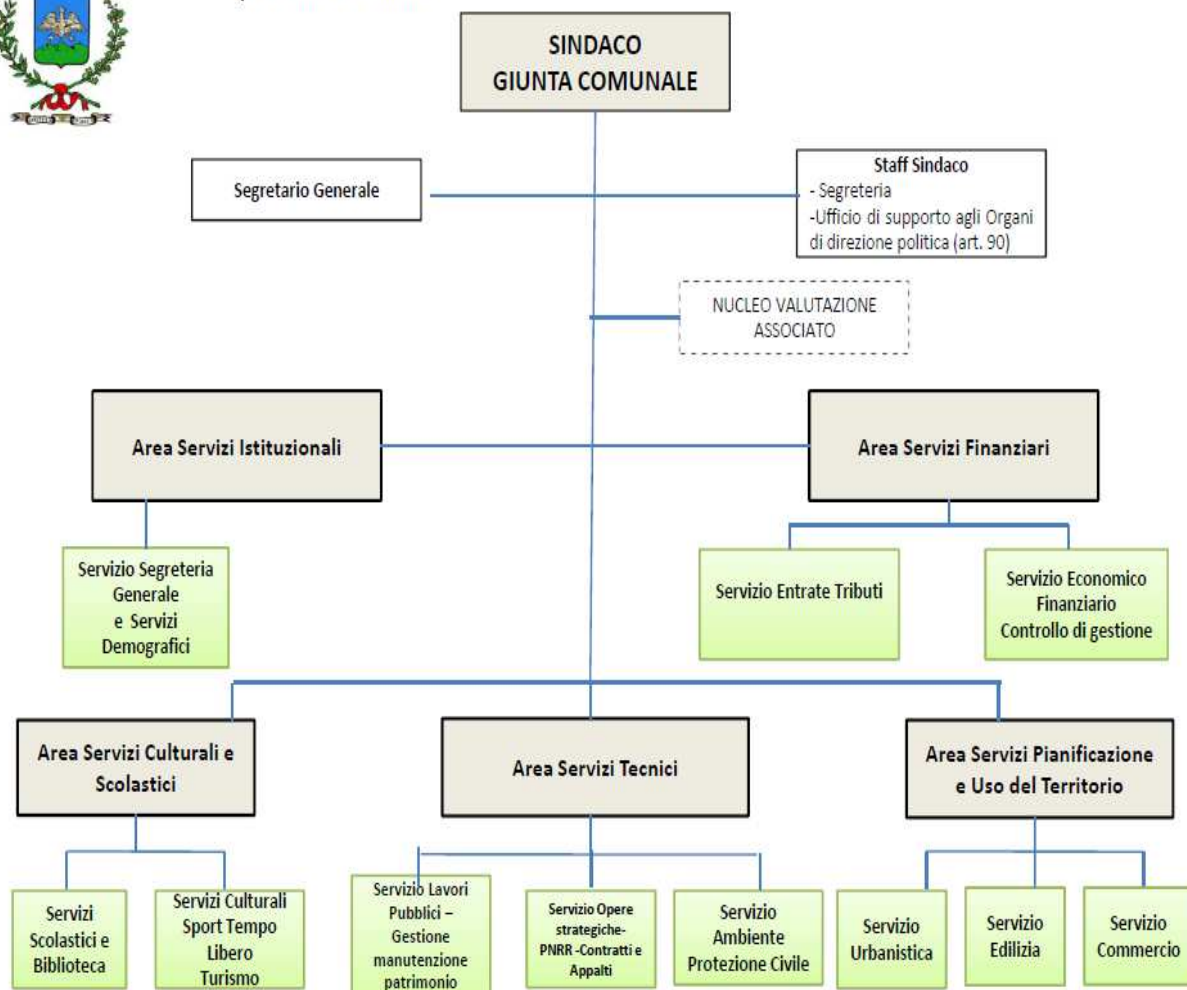 SINDACO
GIUNTA COMUNALE
Segretario Generale
Staff Sindaco
- Segreteria
-Ufficio di supporto agli Organi
di direzione politica (art. 90)
NUCLEO VALUTAZIONE
ASSOCIATO
Area Servizi Istituzionali
Area Servizi Finanziari
Servizio Segreteria
Generale
e Servizi
Demografici
Servizio Entrate Tributi
Servizio Economico
Finanziario
Controllo di gestione
Area Servizi Culturali e
Scolastici
Area Servizi Tecnici
Area Servizi Pianificazione
e Uso del Territorio
Servizi
Scolastici e
Biblioteca
Servizi Culturali
Sport Tempo
Libero
Turismo
Servizio Lavori
Pubblici –
Gestione
manutenzione
patrimonio
Servizio Opere
strategiche-
PNRR -Contratti e
Appalti
Servizio
Ambiente
Protezione Civile
Servizio
Urbanistica
Servizio
Edilizia
Servizio
Commercio